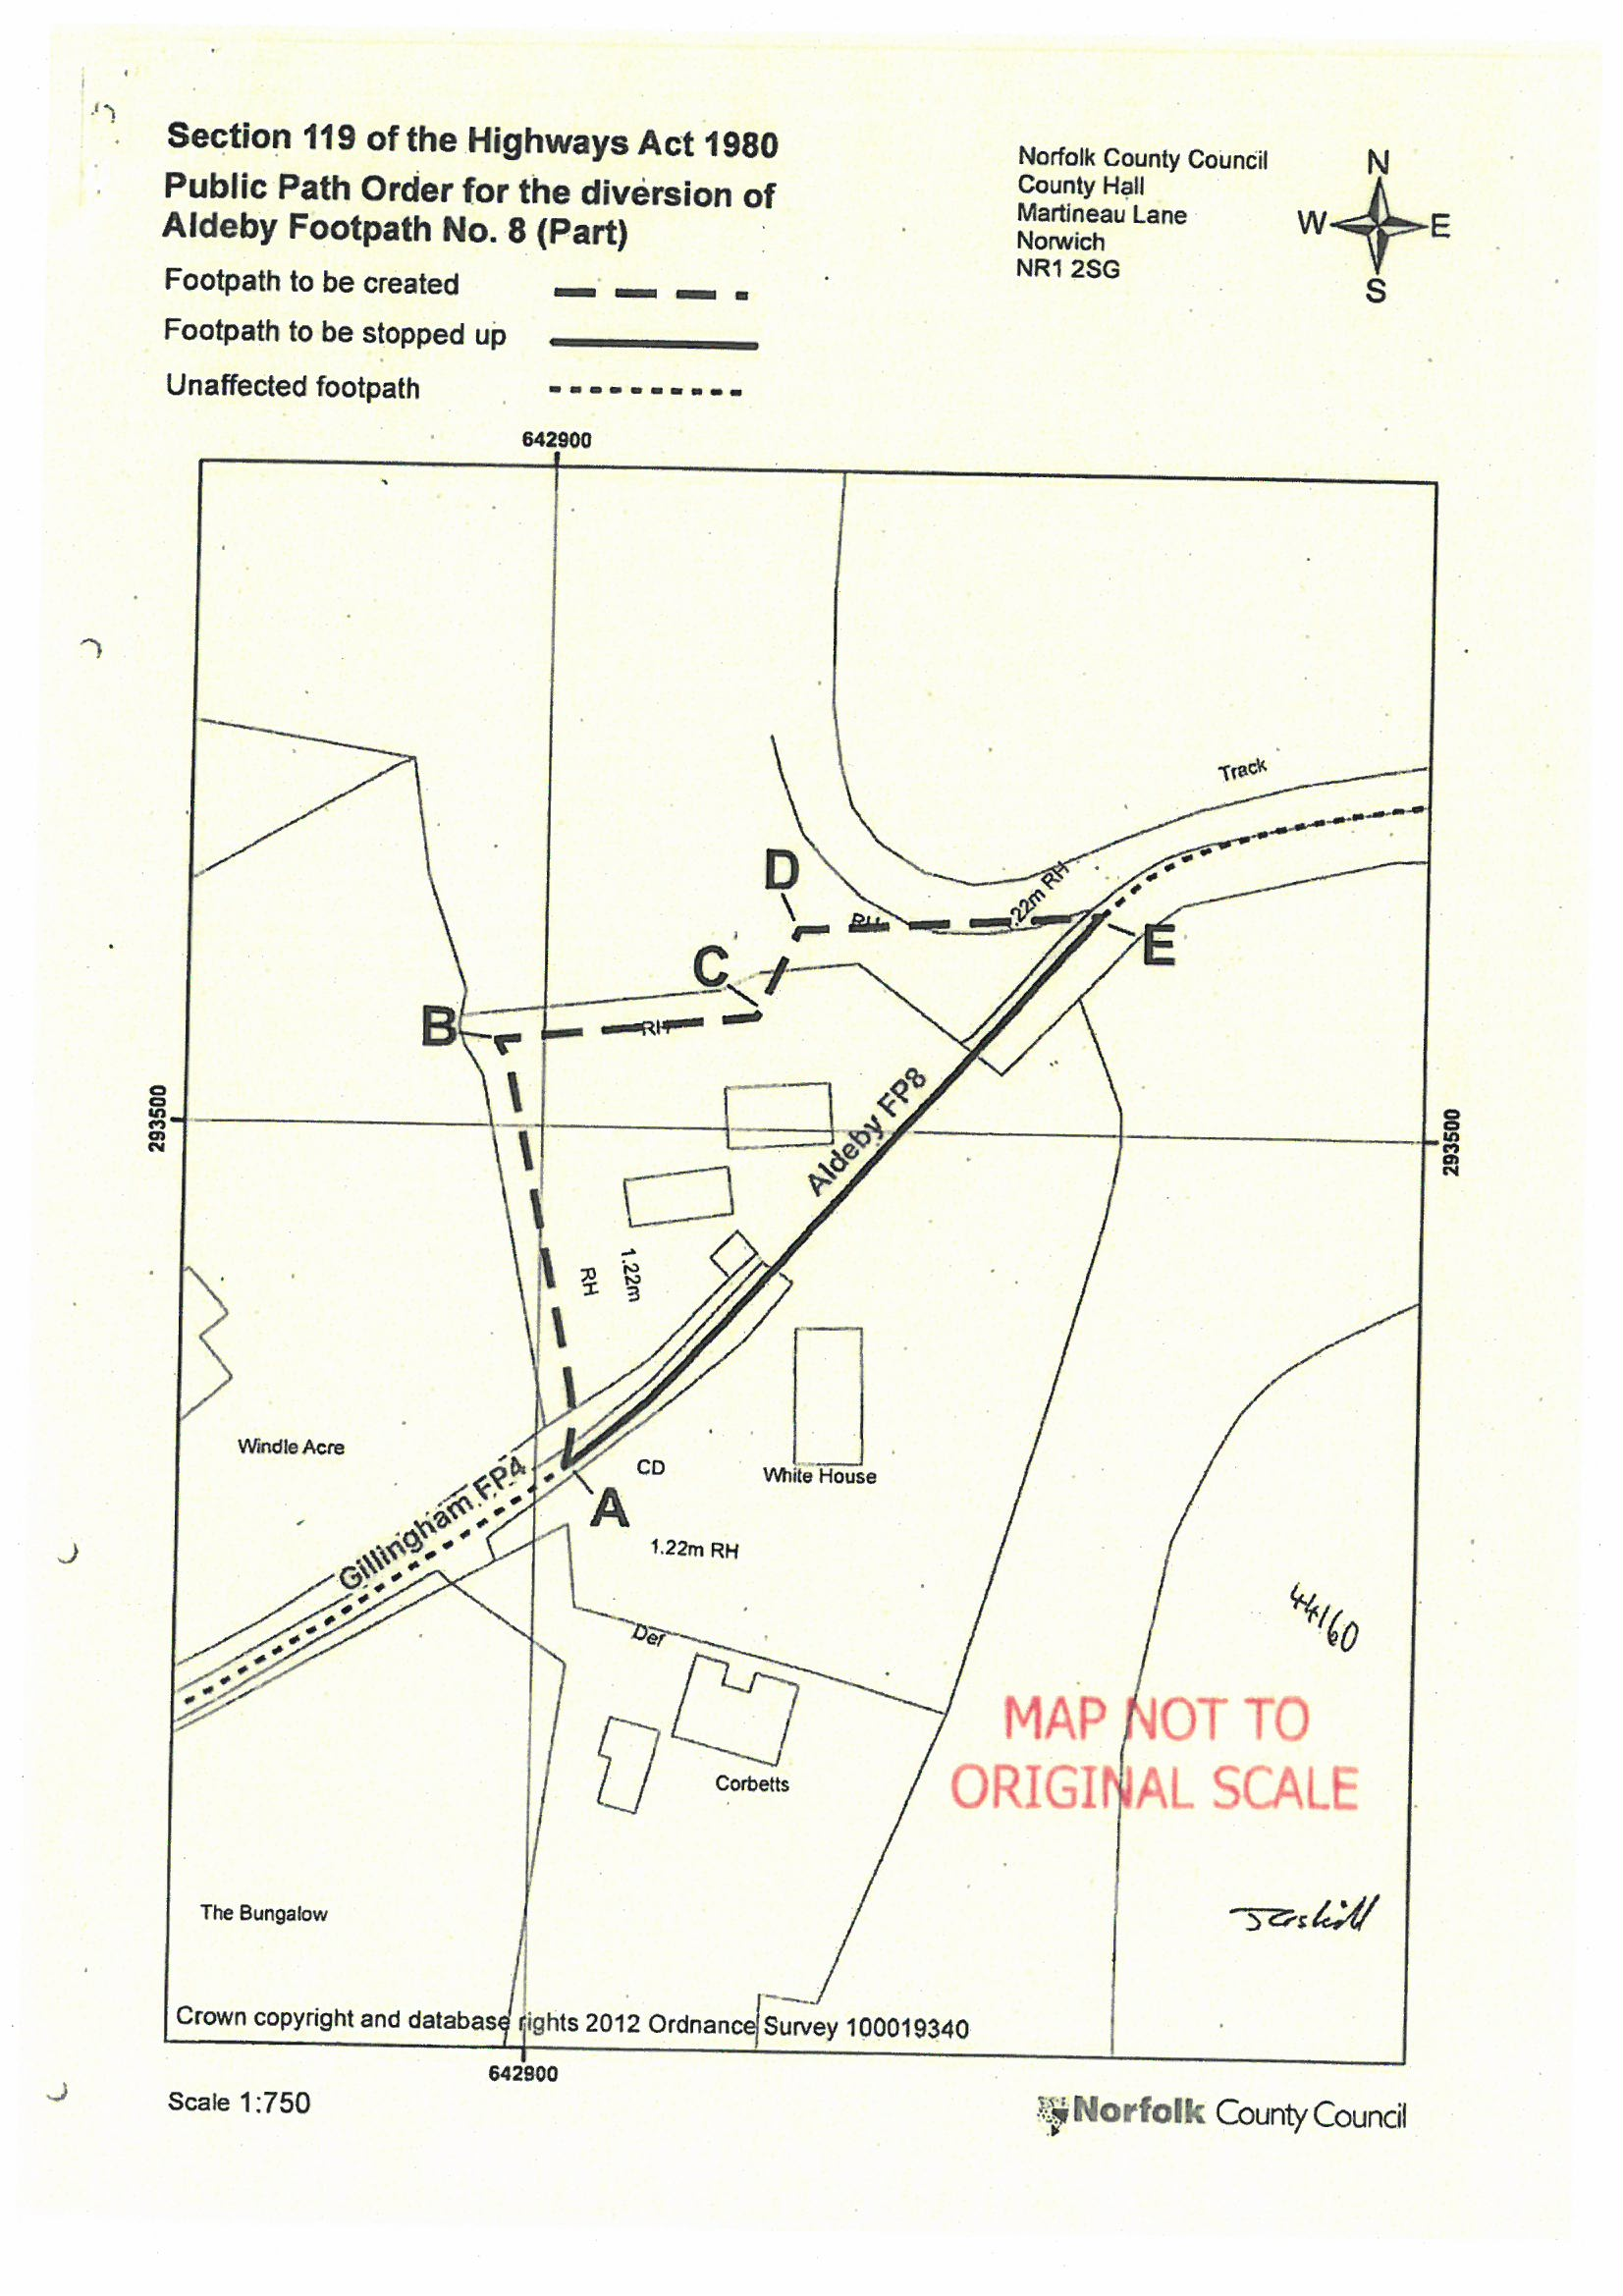 Section 119 of the Highways Act 1980
Public Path Order for the diversion of
Aldeby Footpath No. 8 (Part)
Footpath to be created
Footpath to be stopped up
Unaffected footpath
Norfolk County Council
County Hall
Martineau Lane
Norwich
NR1 2SG
N
W
E
S
642900
Track
D
.22m RH
RH
C
E
B
RH
293500
293500
Aldeby FP8
1.22m
RH
Windle Acre
CD
White House
Gillingham FP4
A
1.22m RH
Def
44160
MAP NOT TO
ORIGINAL SCALE
Corbetts
The Bungalow
Crown copyright and database rights 2012 Ordnance Survey 100019340
642900
Scale 1:750
Norfolk County Council